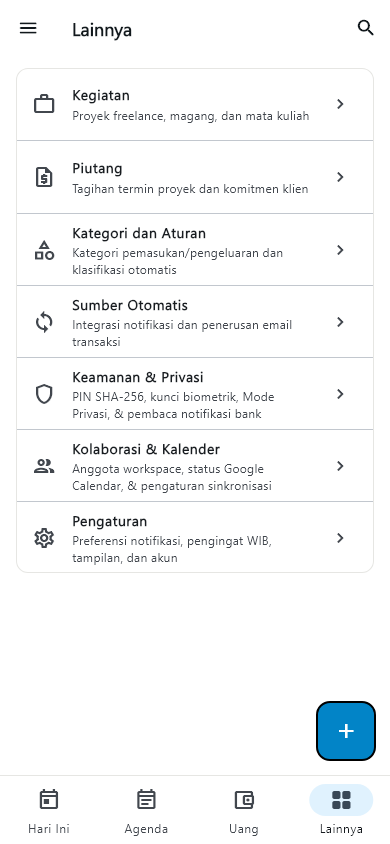 Lainnya
Kegiatan
Proyek freelance, magang, dan mata kuliah
Piutang
Tagihan termin proyek dan komitmen klien
Kategori dan Aturan
Kategori pemasukan/pengeluaran dan
klasifikasi otomatis
Sumber Otomatis
Integrasi notifikasi dan penerusan email
transaksi
Keamanan & Privasi
PIN SHA-256, kunci biometrik, Mode
Privasi, & pembaca notifikasi bank
Kolaborasi & Kalender
Anggota workspace, status Google
Calendar, & pengaturan sinkronisasi
Pengaturan
Preferensi notifikasi, pengingat WIB,
tampilan, dan akun
Hari Ini
Agenda
Uang
Lainnya